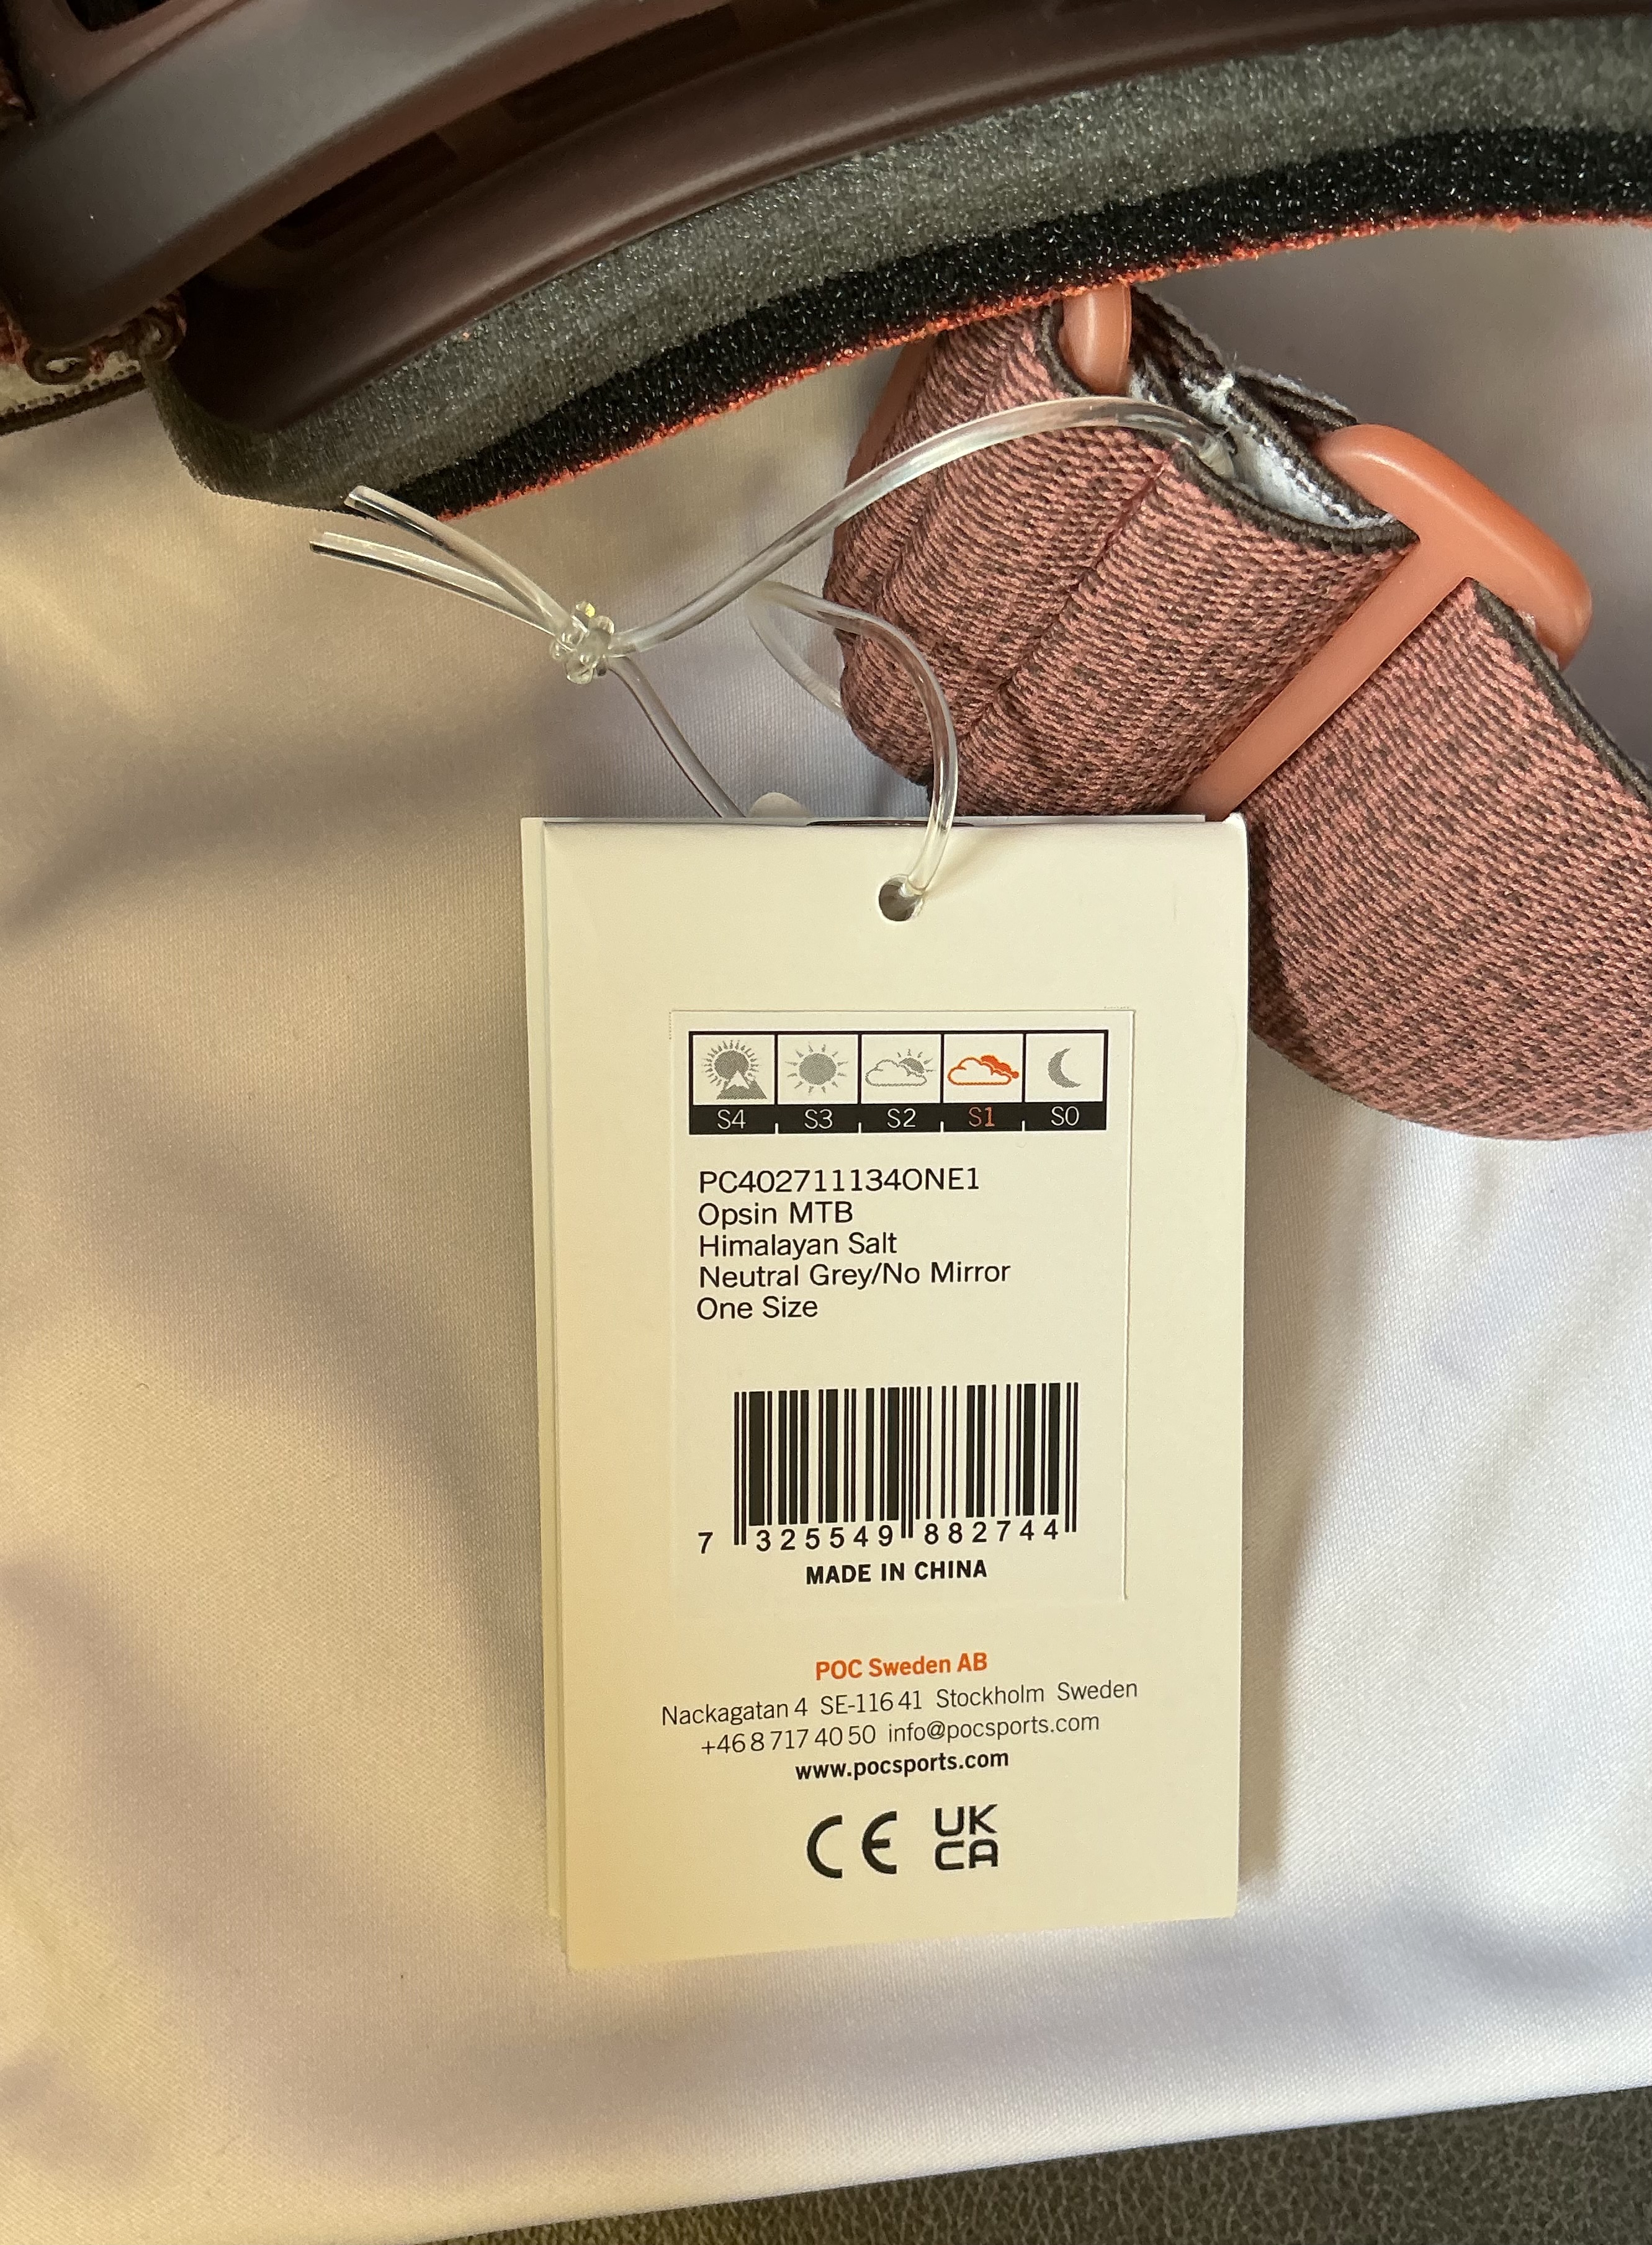 S4 S3 S2 S1 S0
PC402711134ONE1
Opsin MTB
Himalayan Salt
Neutral Grey/No Mirror
One Size
7 325549 882744
MADE IN CHINA
POC Sweden AB
Nackagatan 4 SE-116 41 Stockholm Sweden
+46 8 717 40 50 info@pocsports.com
www.pocsports.com
CE UK
CA